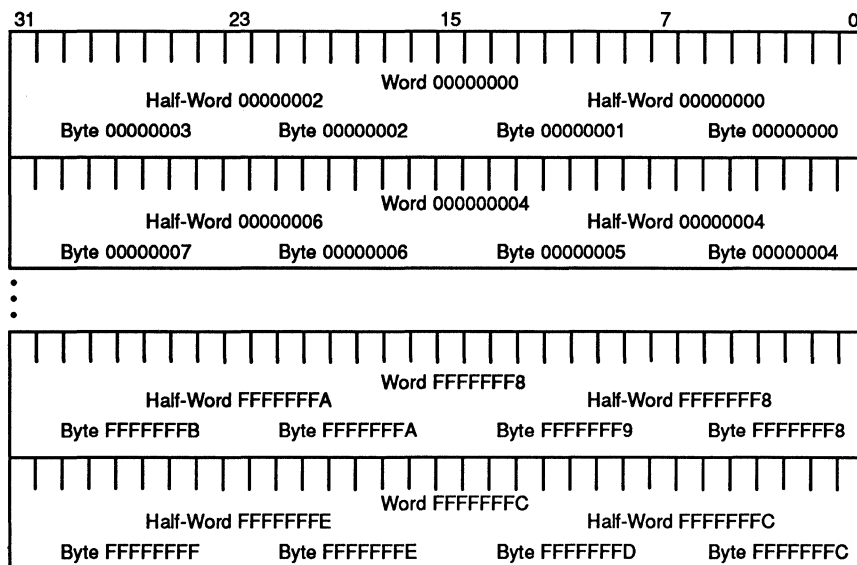 31 23 15 7 0
Word 00000000
Half-Word 00000002 Half-Word 00000000
Byte 00000003 Byte 00000002 Byte 00000001 Byte 00000000
Word 000000004
Half-Word 00000006 Half-Word 00000004
Byte 00000007 Byte 00000006 Byte 00000005 Byte 00000004
Word FFFFFFF8
Half-Word FFFFFFFA Half-Word FFFFFFF8
Byte FFFFFFFB Byte FFFFFFFA Byte FFFFFFF9 Byte FFFFFFF8
Word FFFFFFFC
Half-Word FFFFFFFE Half-Word FFFFFFFC
Byte FFFFFFFF Byte FFFFFFFE Byte FFFFFFFD Byte FFFFFFFC